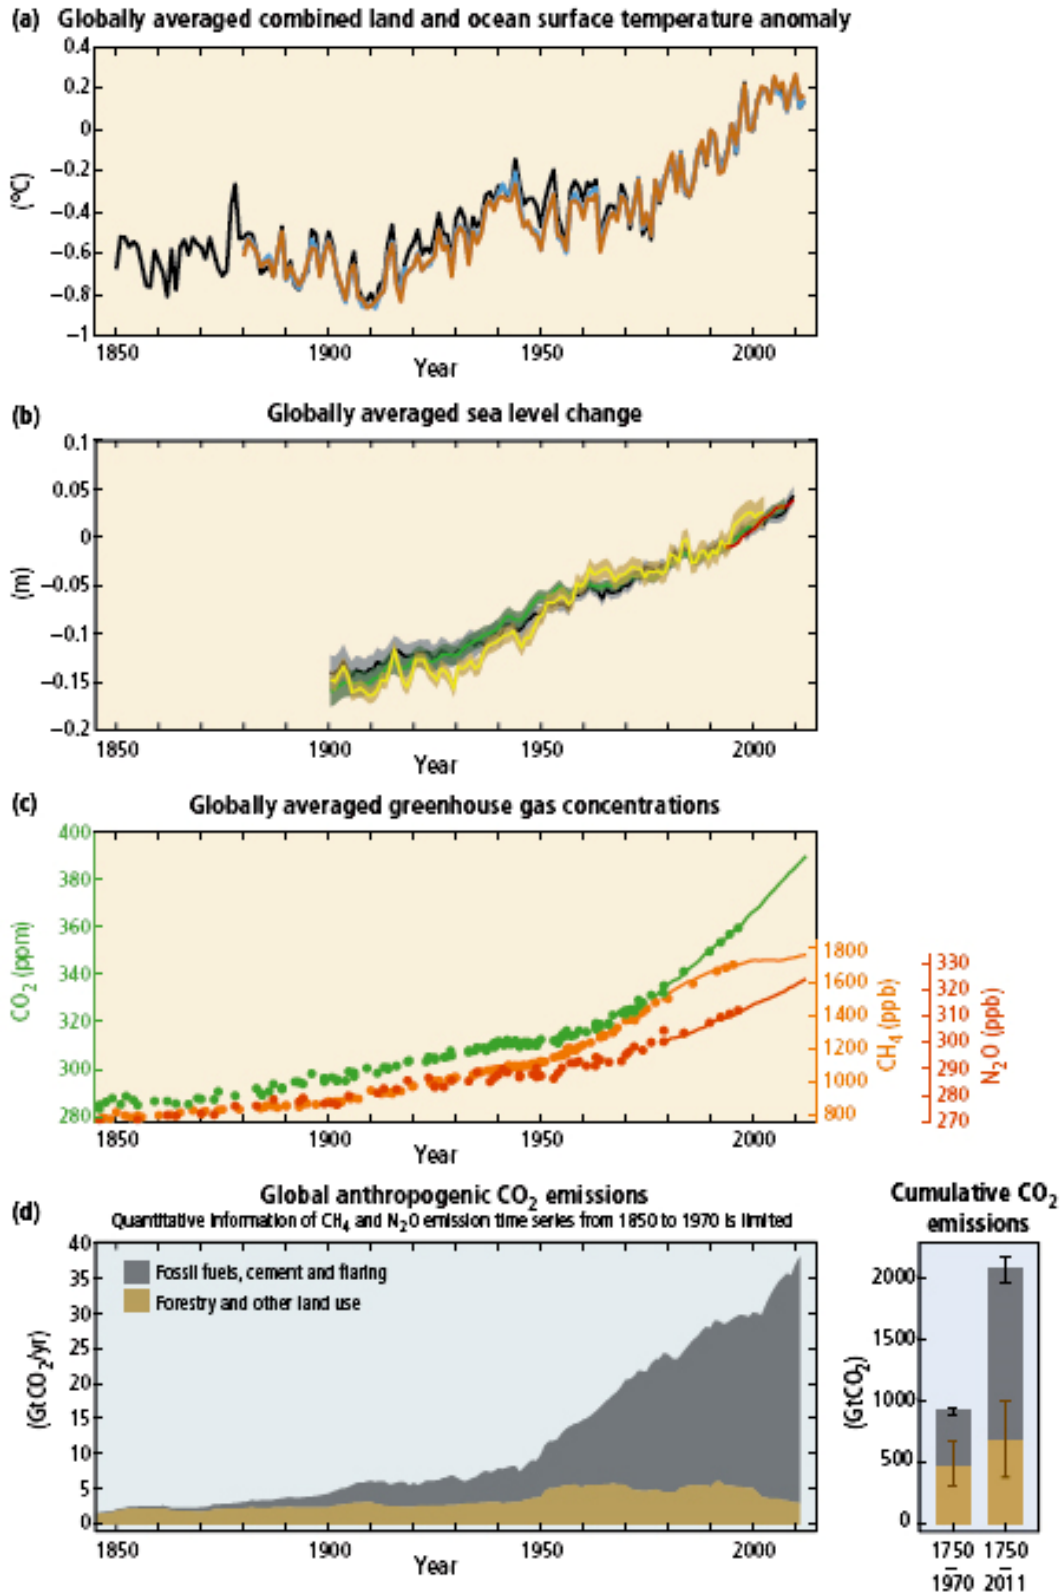 (a) Globally averaged combined land and ocean surface temperature anomaly
0.4
0.2
0
−0.2
(°C)
−0.4
−0.6
−0.8
−1
1850 1900 1950 2000
Year
(b) Globally averaged sea level change
0.1
0.05
0
(m)
−0.05
−0.1
−0.15
−0.2
1850 1900 1950 2000
Year
(c) Globally averaged greenhouse gas concentrations
CO2 (ppm)
400
380
360
340
320
300
280
CH4 (ppb)
1800
1600
1400
1200
1000
800
N2O (ppb)
330
320
310
300
290
280
270
1850 1900 1950 2000
Year
(d) Global anthropogenic CO2 emissions
Quantitative information of CH4 and N2O emission time series from 1850 to 1970 is limited
(GtCO2/yr)
40
35
30
25
20
15
10
5
0
Fossil fuels, cement and flaring
Forestry and other land use
1850 1900 1950 2000
Year
Cumulative CO2
emissions
(GtCO2)
2000
1500
1000
500
0
1750 1750
– –
1970 2011